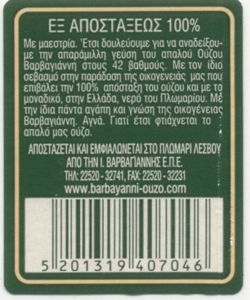 ΕΞ ΑΠΟΣΤΑΞΕΩΣ 100%
Με μαεστρία. Έτσι δουλεύουμε για να αναδείξου-
με την απαράμιλλη γεύση του απαλού Ούζου
Βαρβαγιάννη στους 42 βαθμούς. Με τον ίδιο
σεβασμό στην παράδοση της οικογενειάς μας που
επιβάλει την 100% απόσταξη του ούζου και με το
μοναδικό, στην Ελλάδα, νερό του Πλωμαρίου. Με
την ίδια πάντα αγάπη και γνώση της οικογένειας
Βαρβαγιάννη. Αγνά. Γιατί έτσι φτιάχνεται το
απαλό μας ούζο.
ΑΠΟΣΤΑΖΕΤΑΙ ΚΑΙ ΕΜΦΙΑΛΩΝΕΤΑΙ ΣΤΟ ΠΛΩΜΑΡΙ ΛΕΣΒΟΥ
ΑΠΟ ΤΗΝ Ι. ΒΑΡΒΑΓΙΑΝΝΗΣ Ε.Π.Ε.
ΤΗΛ: 22520 - 32741, FAX: 22520 - 32231
www.barbayanni-ouzo.com
5 201319 407046